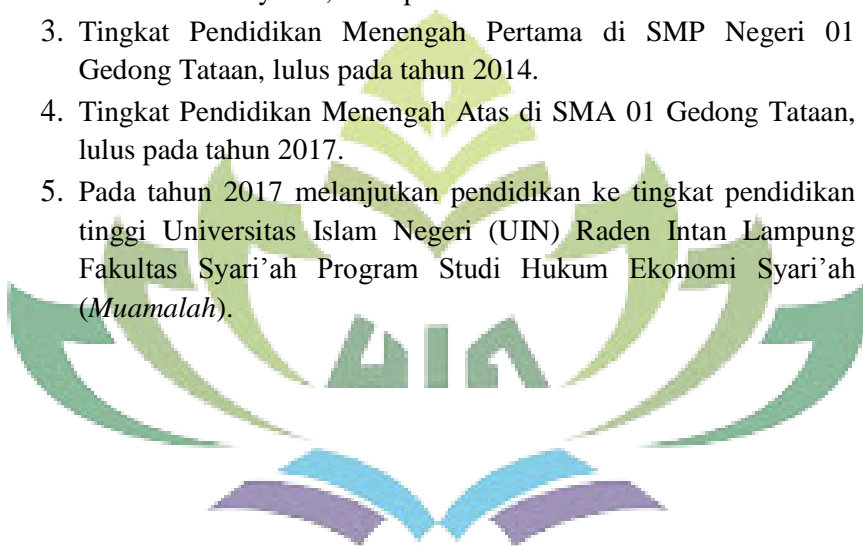 3. Tingkat Pendidikan Menengah Pertama di SMP Negeri 01
Gedong Tataan, lulus pada tahun 2014.
4. Tingkat Pendidikan Menengah Atas di SMA 01 Gedong Tataan,
lulus pada tahun 2017.
5. Pada tahun 2017 melanjutkan pendidikan ke tingkat pendidikan
tinggi Universitas Islam Negeri (UIN) Raden Intan Lampung
Fakultas Syari’ah Program Studi Hukum Ekonomi Syari’ah
(Muamalah).
UIN